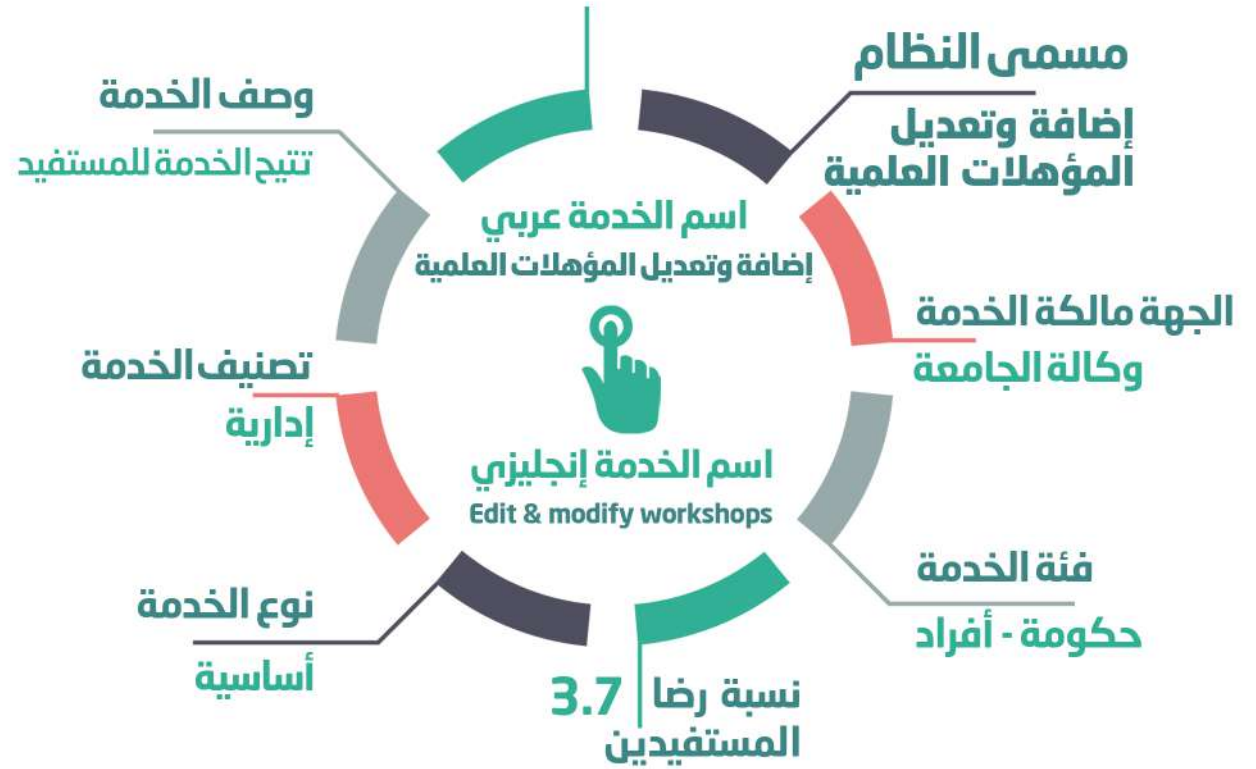 مسمى النظام
إضافة وتعديل
المؤهلات العلمية
الجهة مالكة الخدمة
وكالة الجامعة
فئة الخدمة
حكومة - أفراد
نسبة رضا 3.7
المستفيدين
نوع الخدمة
أساسية
تصنيف الخدمة
إدارية
وصف الخدمة
تتيح الخدمة للمستفيد
اسم الخدمة عربي
إضافة وتعديل المؤهلات العلمية
اسم الخدمة إنجليزي
Edit & modify workshops